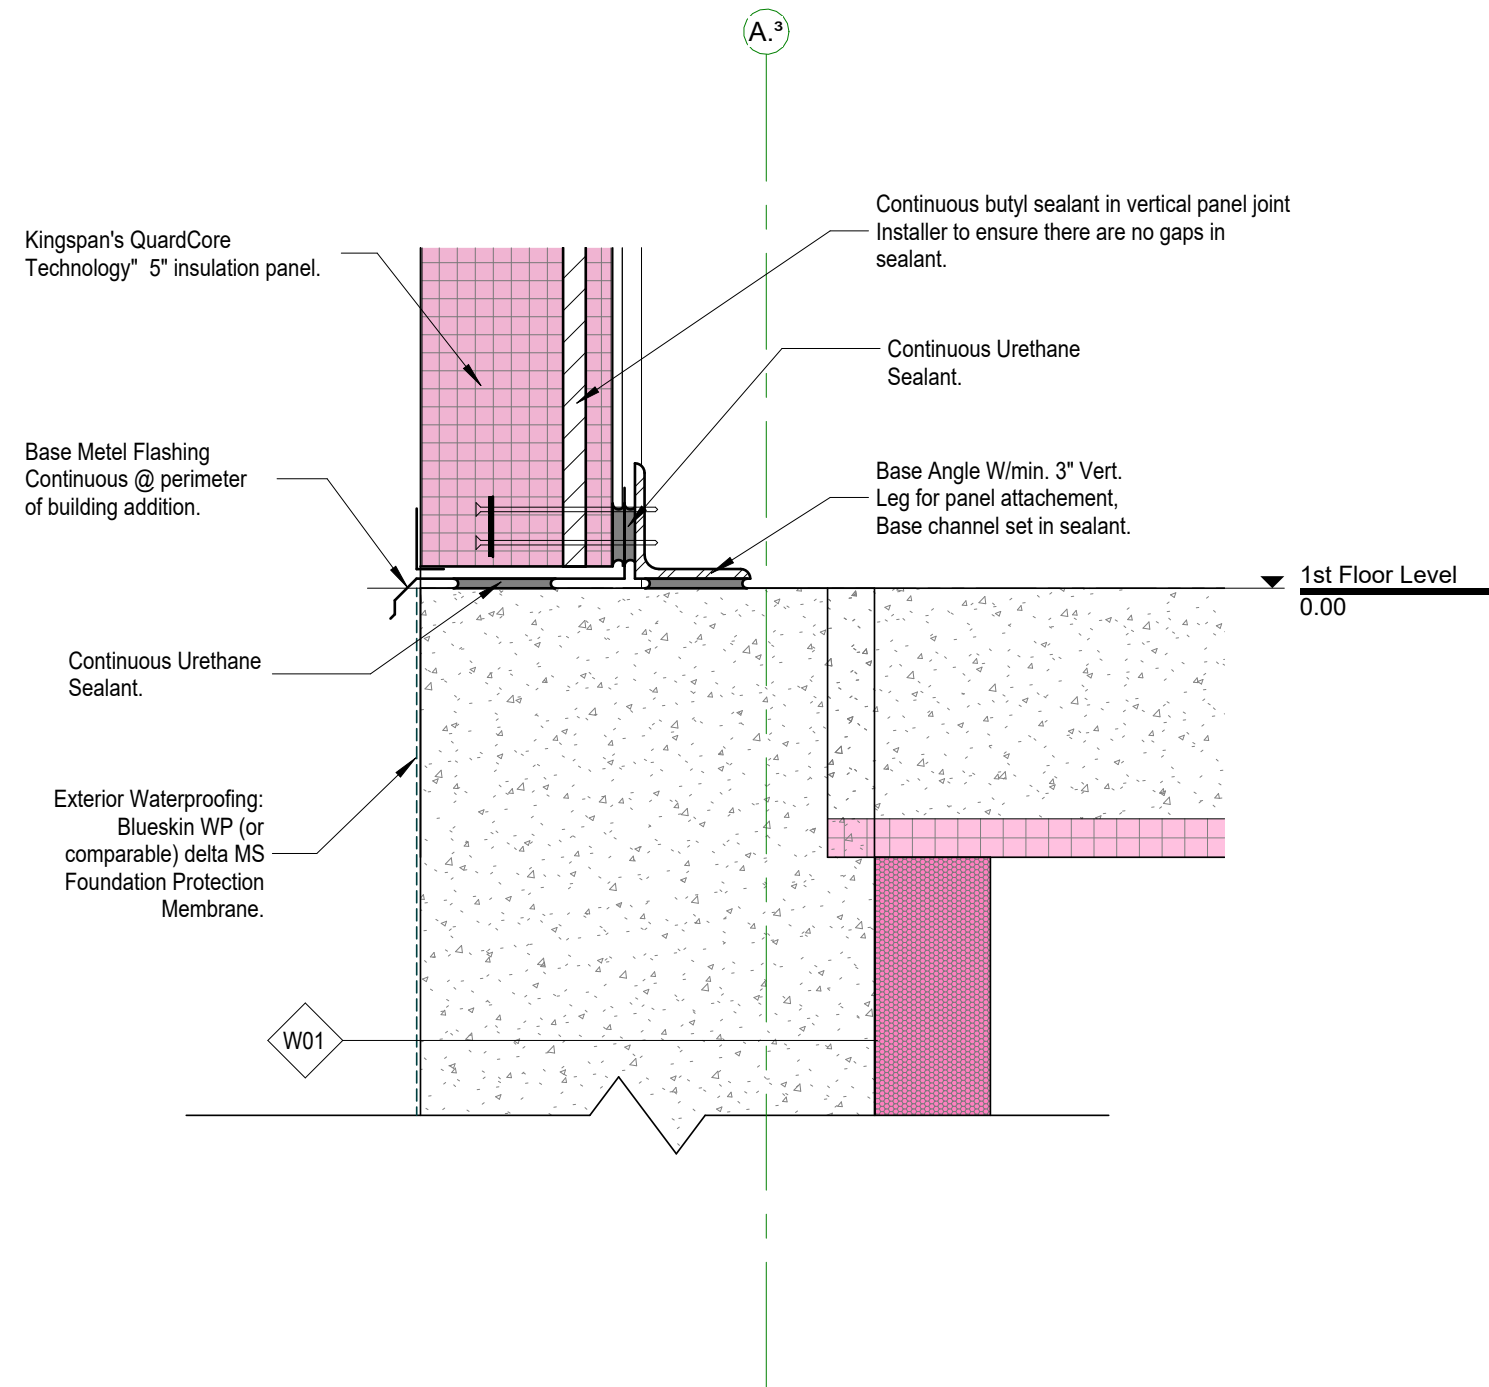 A.³
Kingspan's QuardCore
Technology" 5" insulation panel.
Continuous butyl sealant in vertical panel joint
Installer to ensure there are no gaps in
sealant.
Continuous Urethane
Sealant.
Base Metel Flashing
Continuous @ perimeter
of building addition.
Base Angle W/min. 3" Vert.
Leg for panel attachement,
Base channel set in sealant.
1st Floor Level
0.00
Continuous Urethane
Sealant.
Exterior Waterproofing:
Blueskin WP (or
comparable) delta MS
Foundation Protection
Membrane.
W01